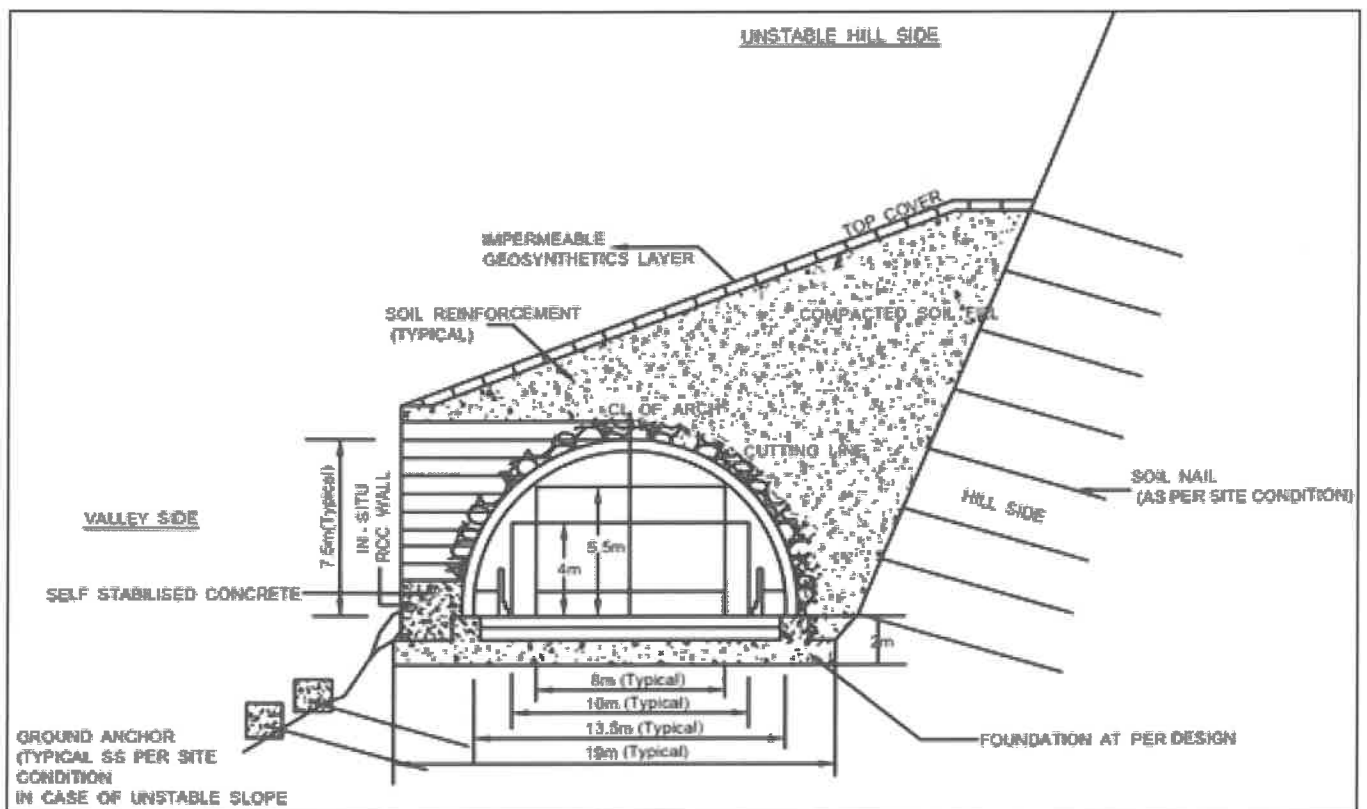 UNSTABLE HILL SIDE
TOP COVER
IMPERMEABLE
GEOSYNTHETICS LAYER
SOIL REINFORCEMENT
(TYPICAL)
COMPACTED SOIL FILL
CL OF ARCH
CUTTING LINE
SOIL NAIL
(AS PER SITE CONDITION)
HILL SIDE
VALLEY SIDE
7.5m(Typical)
IN - SITU
RCC WALL
5.5m
4m
SELF STABILISED CONCRETE
2m
8m (Typical)
10m (Typical)
13.5m (Typical)
19m (Typical)
FOUNDATION AT PER DESIGN
GROUND ANCHOR
(TYPICAL SS PER SITE
CONDITION
IN CASE OF UNSTABLE SLOPE